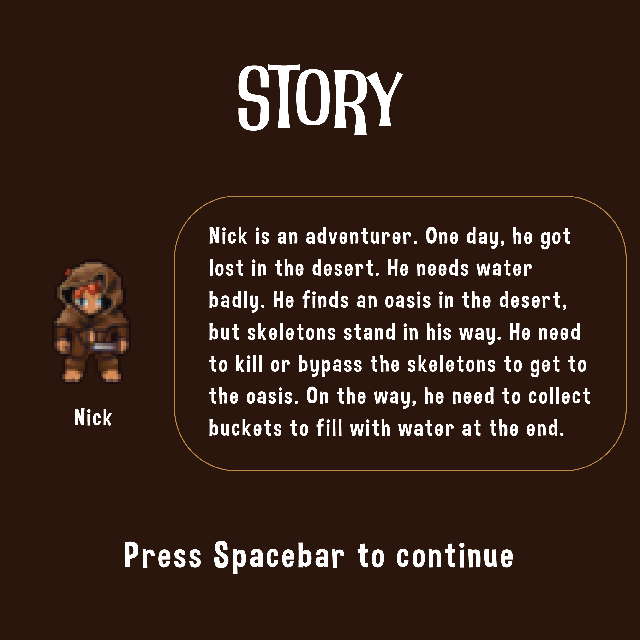 STORY
Nick is an adventurer. One day, he got
lost in the desert. He needs water
badly. He finds an oasis in the desert,
but skeletons stand in his way. He need
to kill or bypass the skeletons to get to
the oasis. On the way, he need to collect
buckets to fill with water at the end.
Nick
Press Spacebar to continue